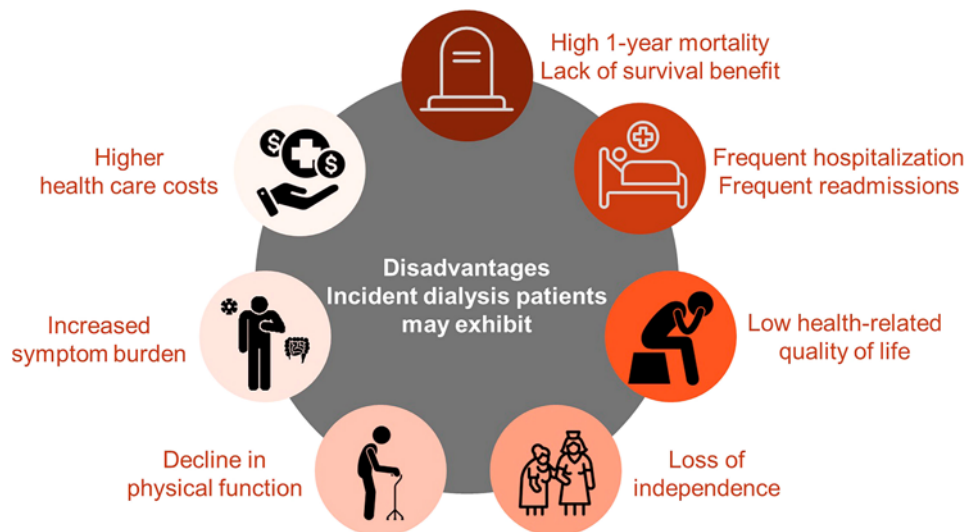 High 1-year mortality
Lack of survival benefit
Frequent hospitalization
Frequent readmissions
Low health-related
quality of life
Loss of
independence
Decline in
physical function
Increased
symptom burden
Higher
health care costs
$
$
Disadvantages
Incident dialysis patients
may exhibit